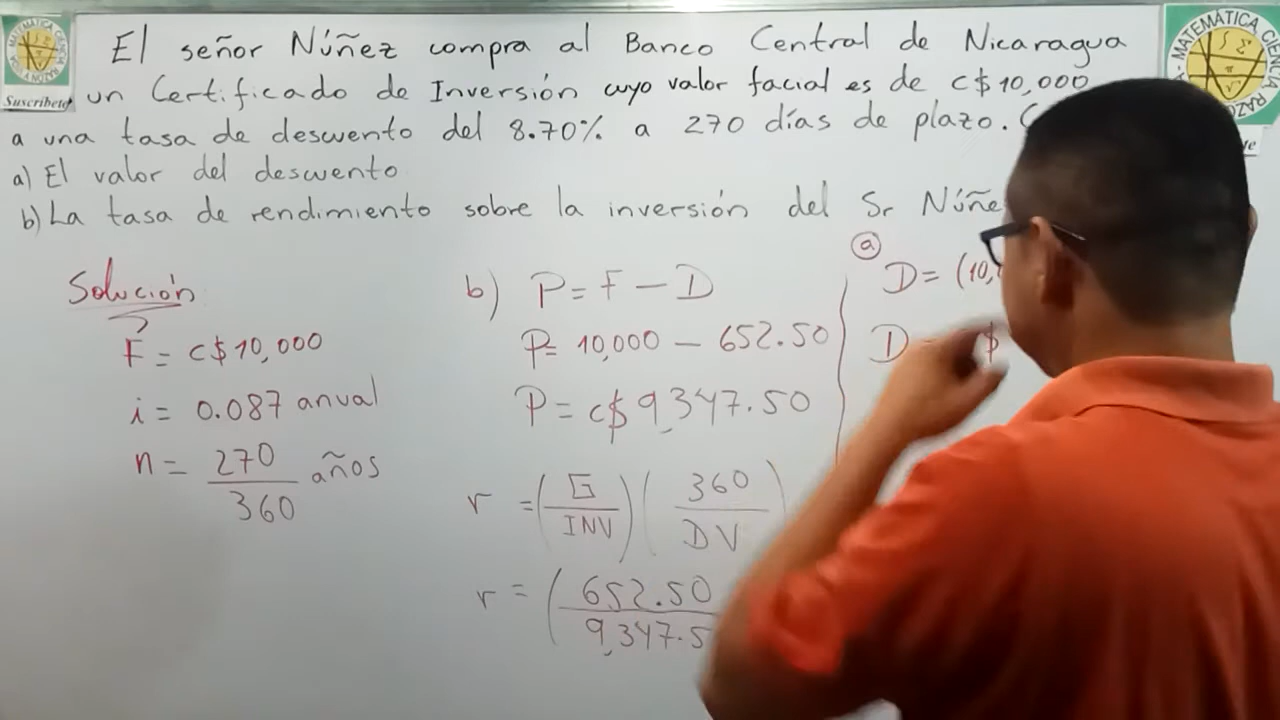 El señor Núñez compra al Banco Central de Nicaragua
un Certificado de Inversión cuyo valor facial es de C$10,000
a una tasa de descuento del 8.70% a 270 días de plazo.
a) El valor del descuento
b) La tasa de rendimiento sobre la inversión del Sr
Suscribete
MATEMÁTICA CIENCIA
Solución
F = C$10,000
i = 0.087 anual
n = 270/360 años
b) P = F - D
P = 10,000 - 652.50
P = C$9,347.50
r = (G/INV)(360/DV)
r = (652.50/9,347.5
a
D = (10,
D $